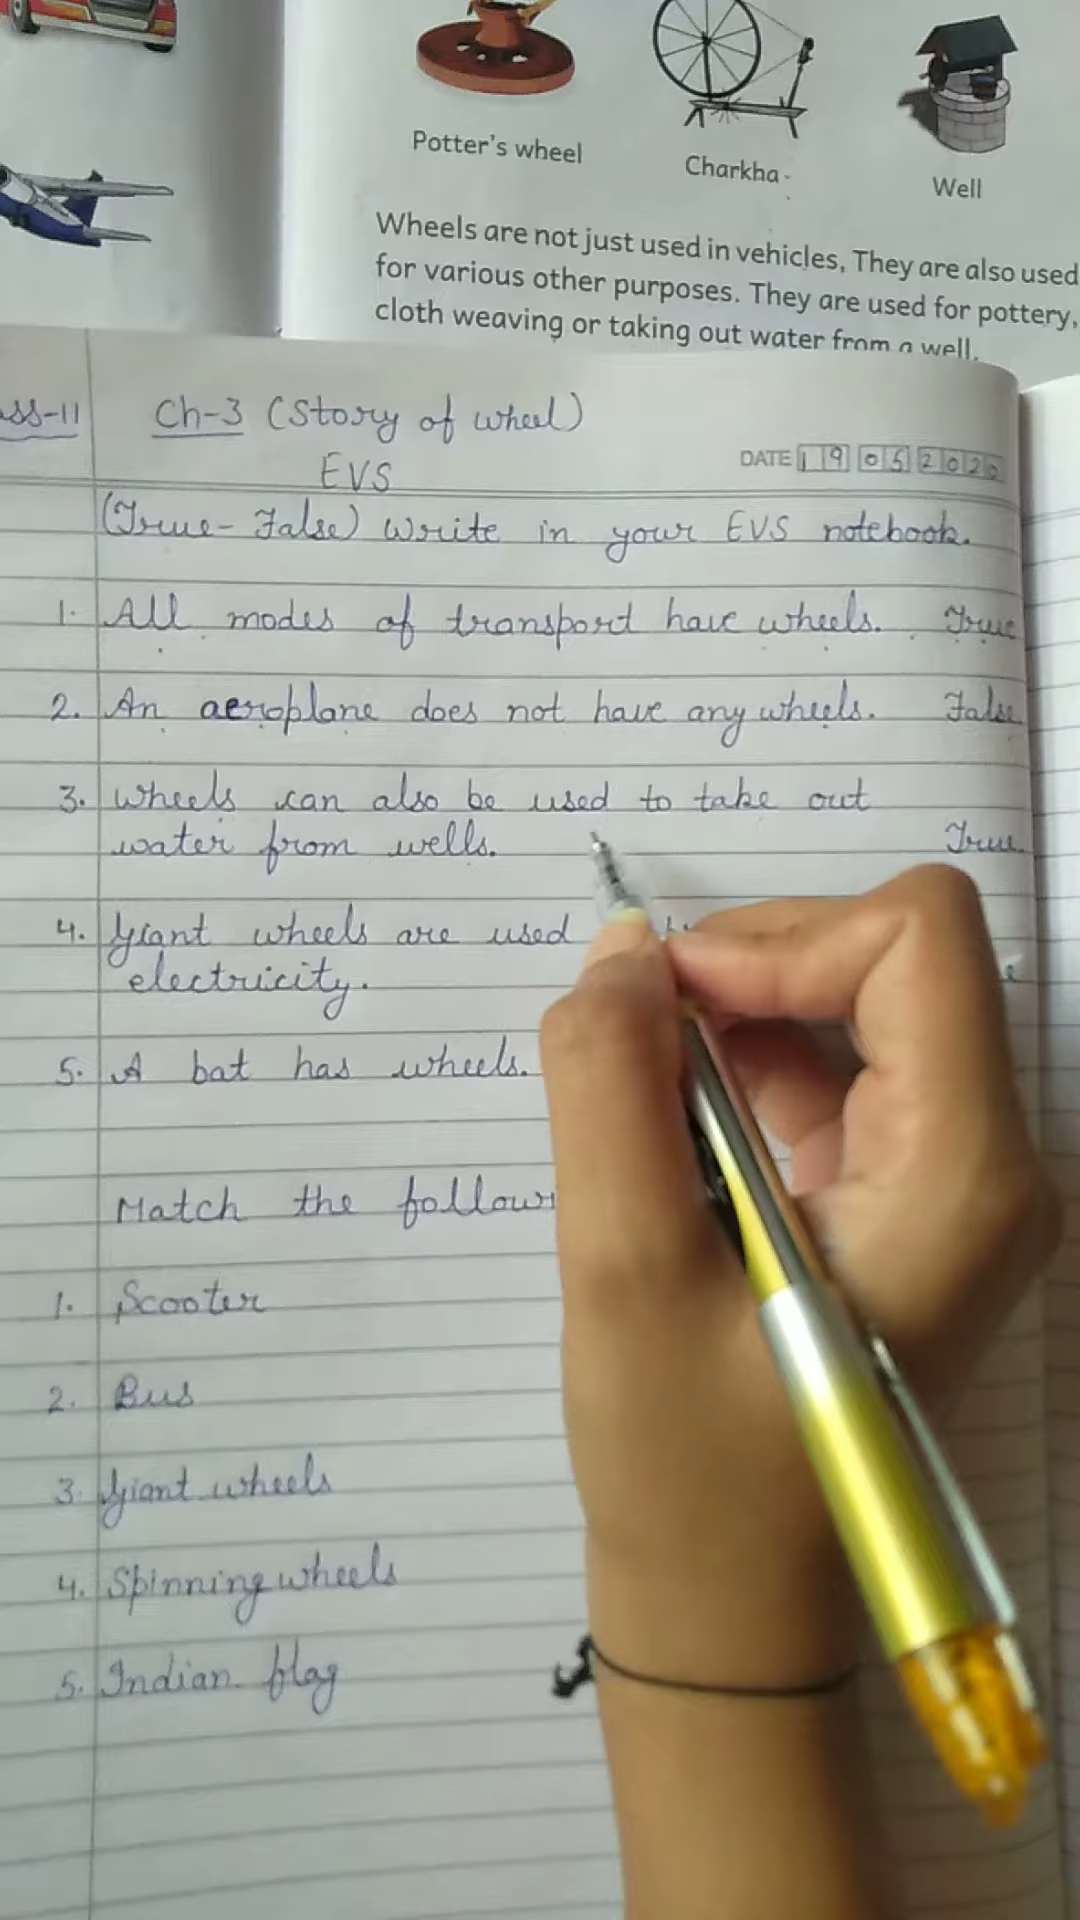 Potter's wheel
Charkha
Well
Wheels are not just used in vehicles, They are also used
for various other purposes. They are used for pottery,
cloth weaving or taking out water from a well.
Ch-3 (Story of wheel)
DATE 19 05 2020
EVS
(True-False) Write in your EVS notebook.
1. All modes of transport have wheels. True
2. An aeroplane does not have any wheels. False
3. Wheels can also be used to take out
water from wells. True
4. Giant wheels are used
electricity.
5. A bat has wheels.
Match the
1. Scooter
2. Bus
3. Giant wheels
4. Spinning wheels
5. Indian flag